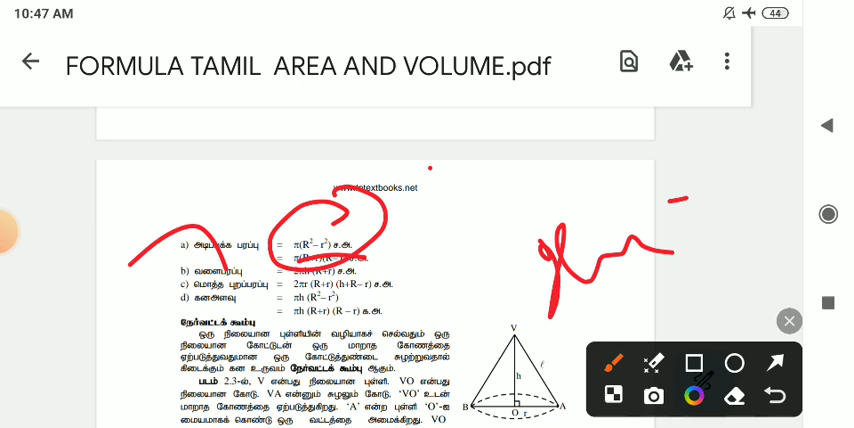 10:47 AM
44
FORMULA TAMIL AREA AND VOLUME.pdf
a) அடிப்பக்க பரப்பு = π(R²– r²) ச.அ.
b) வளைபரப்பு = 2πh (R+r) ச.அ.
c) மொத்த புறப்பரப்பு = 2πr (R+r) (h+R– r) ச.அ.
d) கனஅளவு = πh (R²– r²)
= πh (R+r) (R – r) க.அ.
நேர்வட்டக் கூம்பு
ஒரு நிலையான புள்ளியின் வழியாகச் செல்வதும் ஒரு
நிலையான கோட்டுடன் ஒரு மாறாத கோணத்தை
ஏற்படுத்துவதுமான ஒரு கோட்டுத்துண்டை சுழற்றுவதால்
கிடைக்கும் கன உருவம் நேர்வட்டக் கூம்பு ஆகும்.
படம் 2.3-ல், V என்பது நிலையான புள்ளி. VO என்பது
நிலையான கோடு. VA என்னும் சுழலும் கோடு. ‘VO’ உடன்
மாறாத கோணத்தை ஏற்படுத்துகிறது. ‘A’ என்ற புள்ளி ‘O’-ஐ
மையமாகக் கொண்டு ஒரு வட்டத்தை அமைக்கிறது. VO
V
ℓ
h
B
O r
A